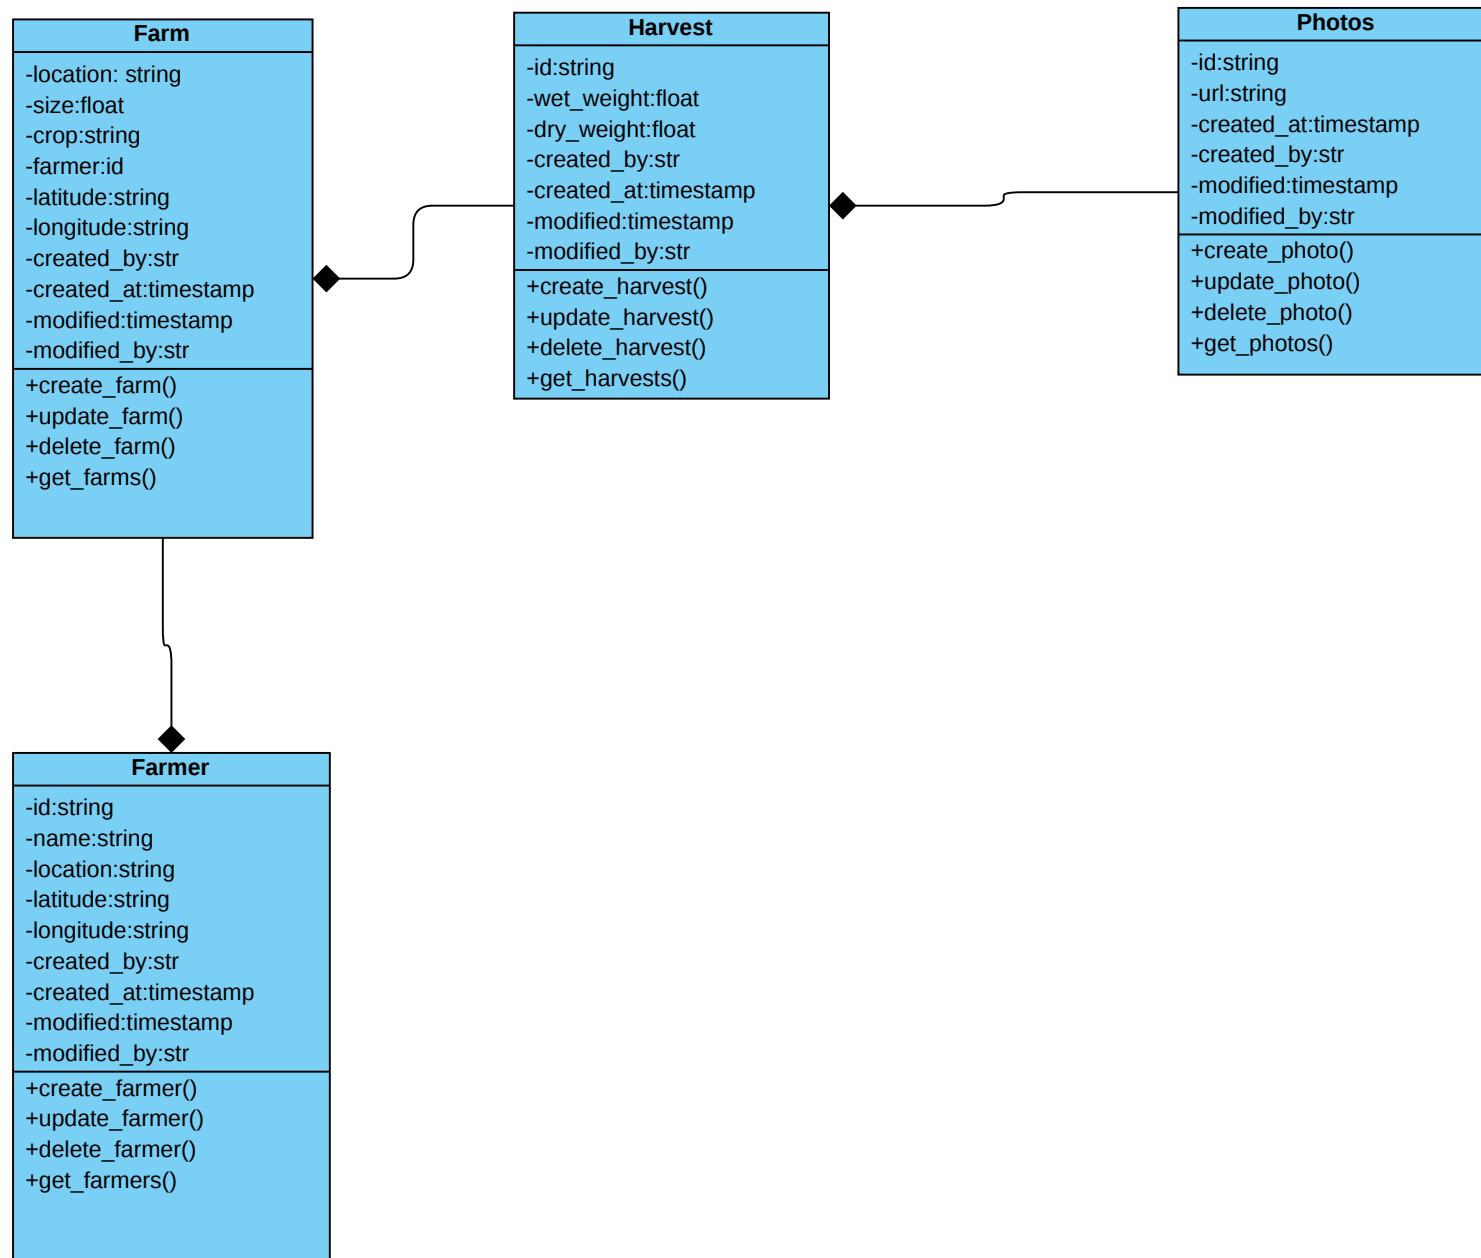 Farm
-location: string
-size:float
-crop:string
-farmer:id
-latitude:string
-longitude:string
-created_by:str
-created_at:timestamp
-modified:timestamp
-modified_by:str
+create_farm()
+update_farm()
+delete_farm()
+get_farms()
Harvest
-id:string
-wet_weight:float
-dry_weight:float
-created_by:str
-created_at:timestamp
-modified:timestamp
-modified_by:str
+create_harvest()
+update_harvest()
+delete_harvest()
+get_harvests()
Photos
-id:string
-url:string
-created_at:timestamp
-created_by:str
-modified:timestamp
-modified_by:str
+create_photo()
+update_photo()
+delete_photo()
+get_photos()
Farmer
-id:string
-name:string
-location:string
-latitude:string
-longitude:string
-created_by:str
-created_at:timestamp
-modified:timestamp
-modified_by:str
+create_farmer()
+update_farmer()
+delete_farmer()
+get_farmers()